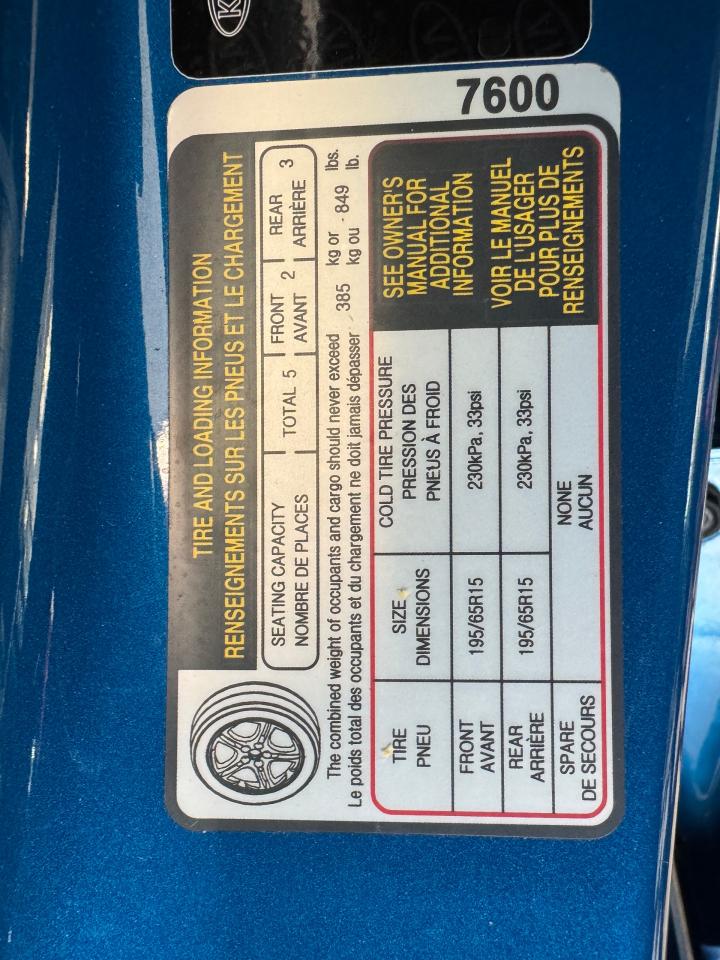 7600
TIRE AND LOADING INFORMATION
RENSEIGNEMENTS SUR LES PNEUS ET LE CHARGEMENT
SEATING CAPACITY
NOMBRE DE PLACES
TOTAL 5
FRONT
AVANT
2
REAR
ARRIÈRE
3
The combined weight of occupants and cargo should never exceed 385 kg or 849 lbs.
Le poids total des occupants et du chargement ne doit jamais dépasser kg ou lb.
TIRE
PNEU
SIZE
DIMENSIONS
COLD TIRE PRESSURE
PRESSION DES
PNEUS À FROID
FRONT
AVANT
195/65R15
230kPa, 33psi
REAR
ARRIÈRE
195/65R15
230kPa, 33psi
SPARE
DE SECOURS
NONE
AUCUN
SEE OWNER'S
MANUAL FOR
ADDITIONAL
INFORMATION
VOIR LE MANUEL
DE L'USAGER
POUR PLUS DE
RENSEIGNEMENTS